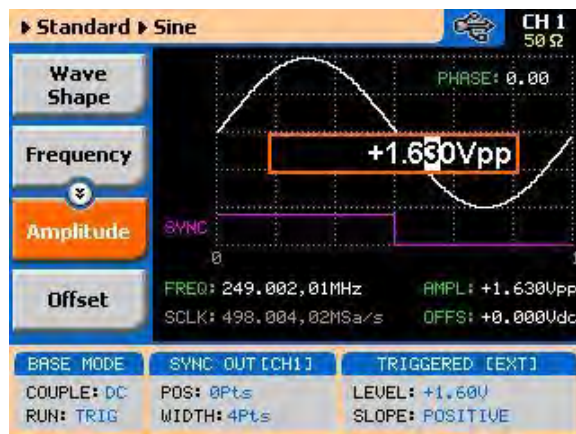 Standard Sine
CH 1
50 Ω
Wave
Shape
PHASE: 0.00
Frequency
+1.630Vpp
Amplitude
SYNC
0
1
Offset
FREQ: 249.002,01MHz AMPL: +1.630Vpp
SCLK: 498.004,02MSa/s OFFS: +0.000Vdc
BASE MODE SYNC OUT [CH1] TRIGGERED [EXT]
COUPLE: DC POS: 0Pts LEVEL: +1.60V
RUN: TRIG WIDTH: 4Pts SLOPE: POSITIVE